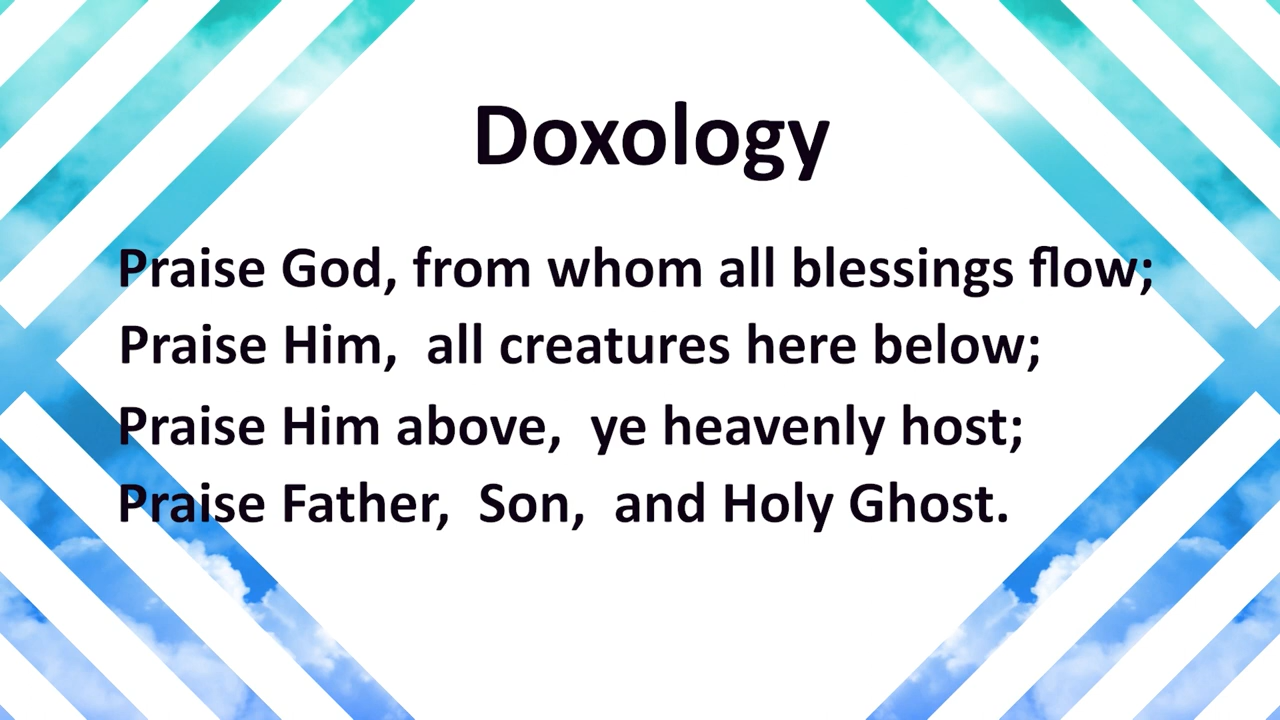 Doxology
Praise God, from whom all blessings flow;
Praise Him, all creatures here below;
Praise Him above, ye heavenly host;
Praise Father, Son, and Holy Ghost.